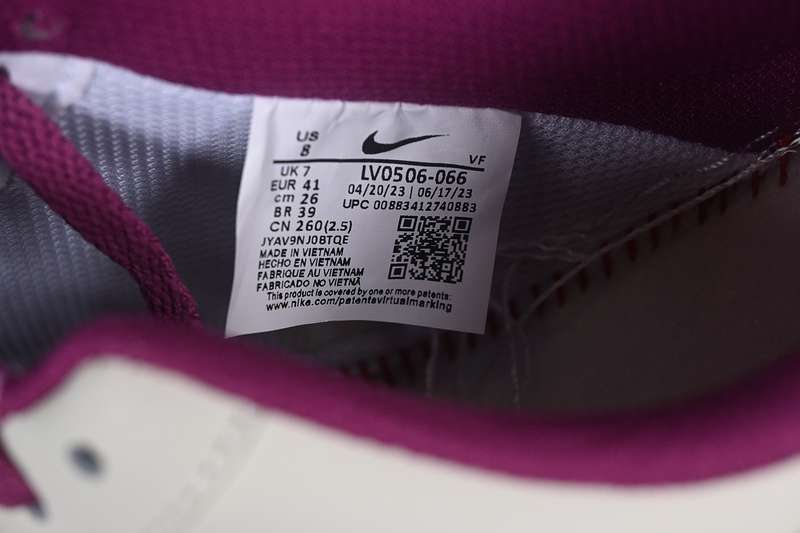 US
8
VF
UK 7
LV0506-066
EUR 41
04/20/23 | 06/17/23
cm 26
UPC 00883412740883
BR 39
CN 260(2.5)
JYAV9NJ0BTQE
MADE IN VIETNAM
HECHO EN VIETNAM
FABRIQUE AU VIETNAM
FABRICADO NO VIETNÃ
This product is covered by one or more patents:
www.nike.com/patentsvirtualmarking